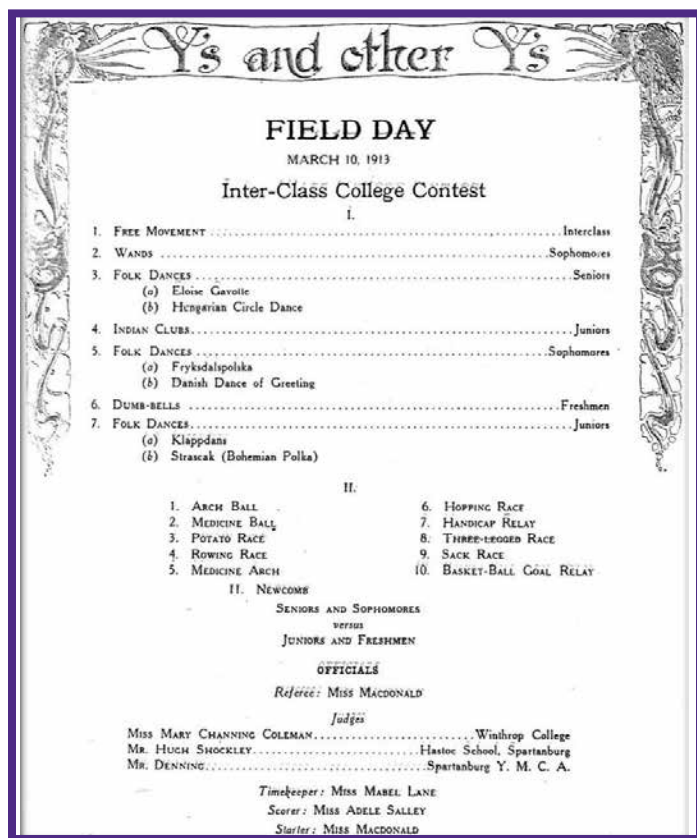 Y's and other Y's
FIELD DAY
MARCH 10, 1913
Inter-Class College Contest
I.
1. FREE MOVEMENT Interclass
2. WANDS Sophomores
3. FOLK DANCES Seniors
(a) Eloise Gavotte
(b) Hungarian Circle Dance
4. INDIAN CLUBS Juniors
5. FOLK DANCES Sophomores
(a) Fryksdalspolska
(b) Danish Dance of Greeting
6. DUMB-BELLS Freshmen
7. FOLK DANCES Juniors
(a) Klappdans
(b) Strascak (Bohemian Polka)
II.
1. ARCH BALL
2. MEDICINE BALL
3. POTATO RACE
4. ROWING RACE
5. MEDICINE ARCH
6. HOPPING RACE
7. HANDICAP RELAY
8. THREE-LEGGED RACE
9. SACK RACE
10. BASKET-BALL GOAL RELAY
11. NEWCOMB
SENIORS AND SOPHOMORES
versus
JUNIORS AND FRESHMEN
OFFICIALS
Referee: MISS MACDONALD
Judges
MISS MARY CHANNING COLEMAN Winthrop College
MR. HUGH SHOCKLEY Hastoc School, Spartanburg
MR. DENNING Spartanburg Y. M. C. A.
Timekeeper: MISS MABEL LANE
Scorer: MISS ADELE SALLEY
Starter: MISS MACDONALD